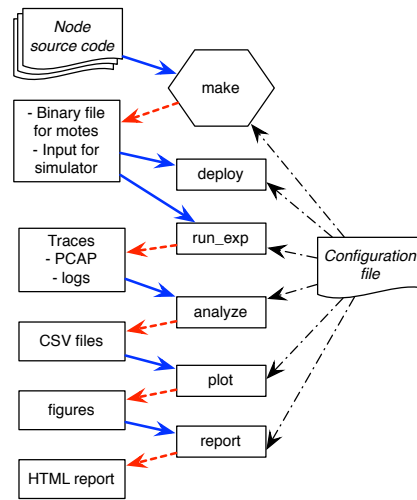 Node
source code
make
- Binary file
for motes
- Input for
simulator
deploy
run_exp
Configuration
file
Traces
- PCAP
- logs
analyze
CSV files
plot
figures
report
HTML report